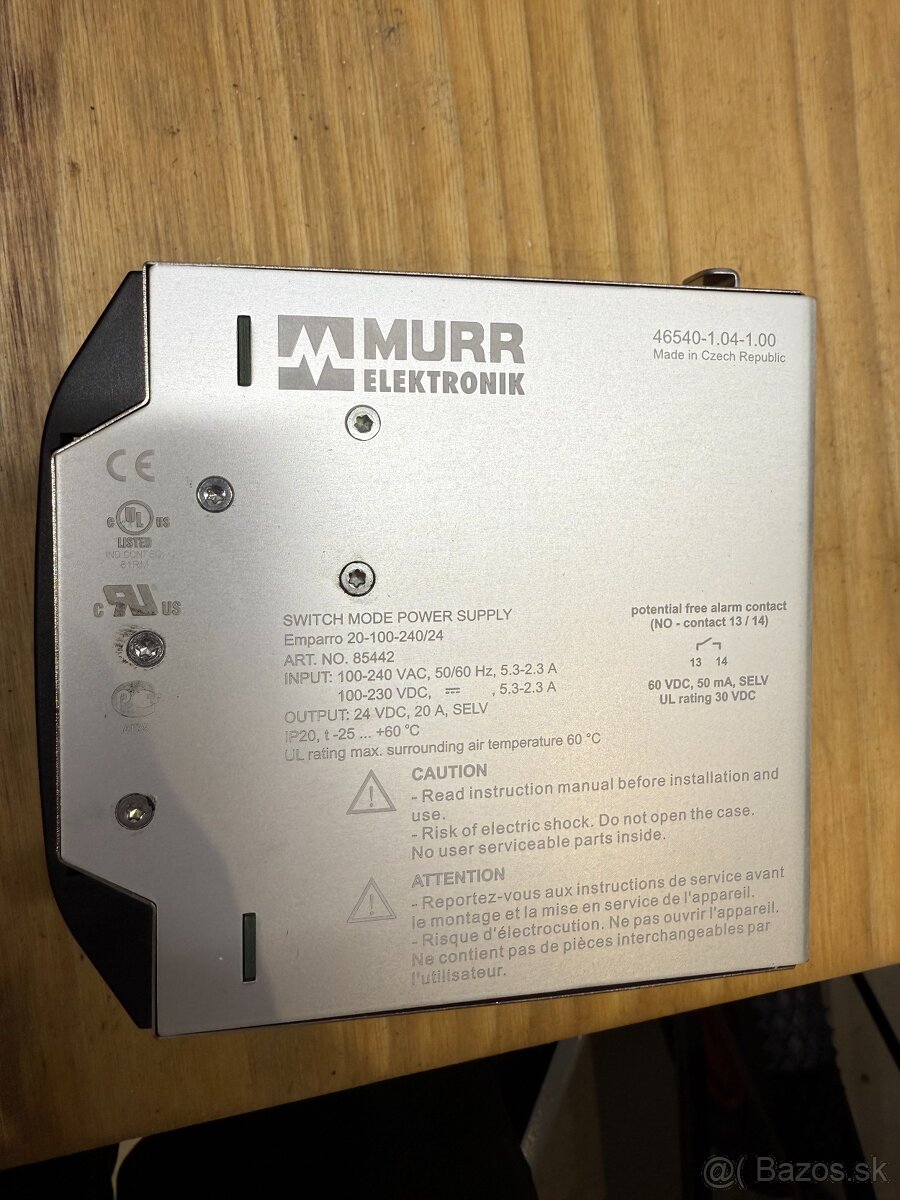 MURR
ELEKTRONIK
46540-1.04-1.00
Made in Czech Republic
CE
c UL us
LISTED
IND.CONT.EQ.
61RM
c RU US
SWITCH MODE POWER SUPPLY
Emparro 20-100-240/24
ART. NO. 85442
INPUT: 100-240 VAC, 50/60 Hz, 5.3-2.3 A
100-230 VDC, , 5.3-2.3 A
OUTPUT: 24 VDC, 20 A, SELV
IP20, t -25 ... +60 °C
UL rating max. surrounding air temperature 60 °C
potential free alarm contact
(NO - contact 13 / 14)
13 14
60 VDC, 50 mA, SELV
UL rating 30 VDC
CAUTION
- Read instruction manual before installation and
use.
- Risk of electric shock. Do not open the case.
No user serviceable parts inside.
ATTENTION
- Reportez-vous aux instructions de service avant
le montage et la mise en service de l'appareil.
- Risque d'électrocution. Ne pas ouvrir l'appareil.
Ne contient pas de pièces interchangeables par
l'utilisateur.
@( Bazos.sk